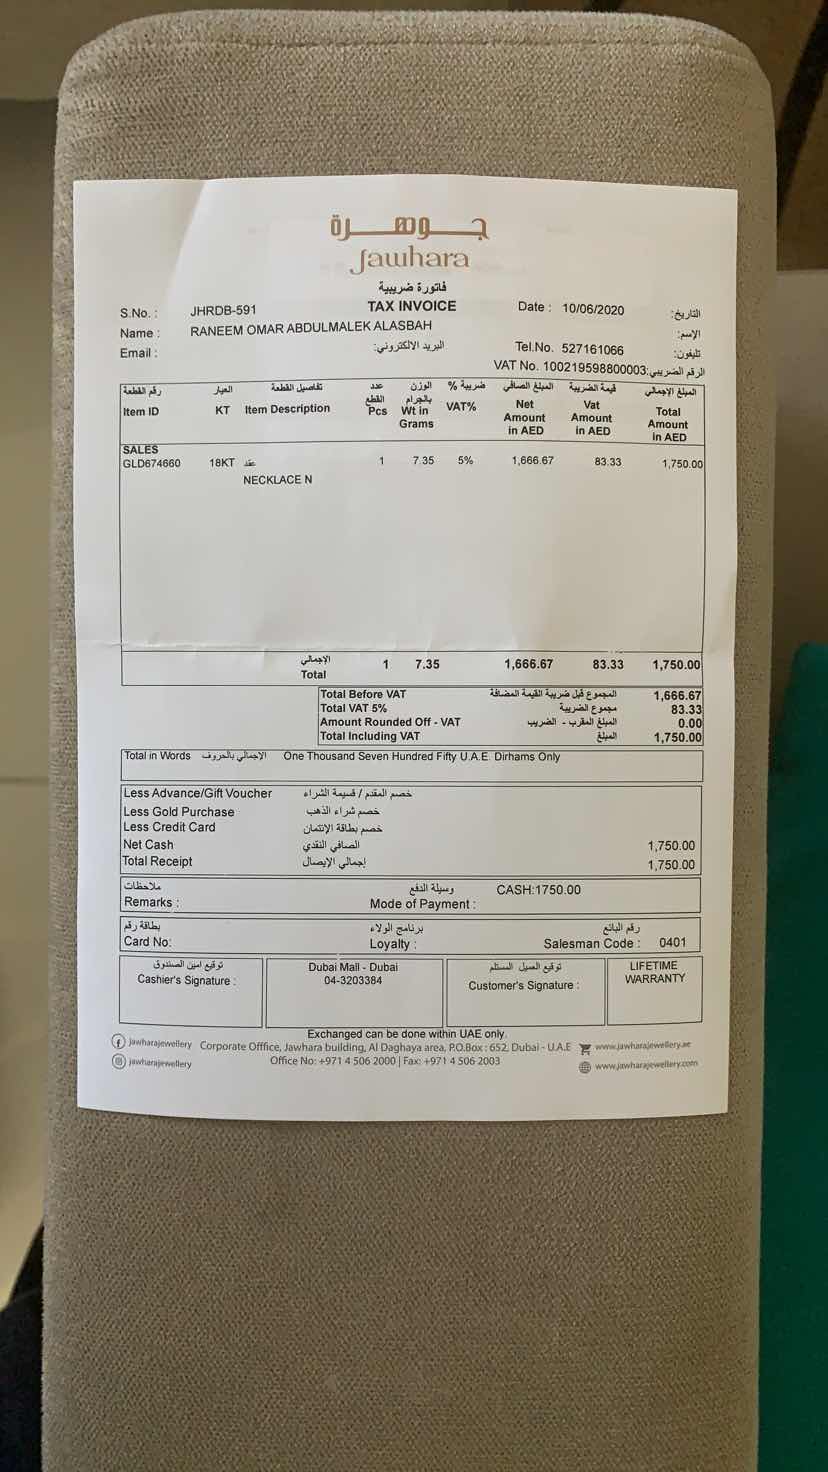 جوهرة
Jawhara
فاتورة ضريبية
S.No. : JHRDB-591 TAX INVOICE Date : 10/06/2020 التاريخ:
Name : RANEEM OMAR ABDULMALEK ALASBAH الإسم:
Email : البريد الالكتروني: Tel.No. 527161066 تليفون:
VAT No. 100219598800003:الرقم الضريبي
رقم القطعة العيار تفاصيل القطعة عدد القطع الوزن بالجرام ضريبة % المبلغ الصافي قيمة الضريبة المبلغ الإجمالي
Item ID KT Item Description Pcs Wt in Grams VAT% Net Amount in AED Vat Amount in AED Total Amount in AED
SALES
GLD674660 18KT عقد 1 7.35 5% 1,666.67 83.33 1,750.00
NECKLACE N
الإجمالي
Total 1 7.35 1,666.67 83.33 1,750.00
Total Before VAT المجموع قبل ضريبة القيمة المضافة 1,666.67
Total VAT 5% مجموع الضريبة 83.33
Amount Rounded Off - VAT المبلغ المقرب - الضريب 0.00
Total Including VAT المبلغ 1,750.00
Total in Words الإجمالي بالحروف One Thousand Seven Hundred Fifty U.A.E. Dirhams Only
Less Advance/Gift Voucher خصم المقدم / قسيمة الشراء
Less Gold Purchase خصم شراء الذهب
Less Credit Card خصم بطاقة الإئتمان
Net Cash الصافي النقدي 1,750.00
Total Receipt إجمالي الإيصال 1,750.00
ملاحظات وسيلة الدفع CASH:1750.00
Remarks : Mode of Payment :
بطاقة رقم برنامج الولاء رقم البائع
Card No: Loyalty : Salesman Code : 0401
توقيع امين الصندوق Dubai Mall - Dubai توقيع العميل المستلم LIFETIME
Cashier's Signature : 04-3203384 Customer's Signature : WARRANTY
Exchanged can be done within UAE only.
jawharajewellery Corporate Office, Jawhara building, Al Daghaya area, P.O.Box : 652, Dubai - U.A.E www.jawharajewellery.ae
jawharajewellery Office No: +971 4 506 2000 | Fax: +971 4 506 2003 www.jawharajewellery.com